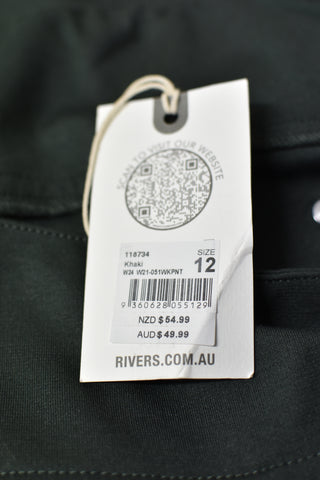 SCAN TO VISIT OUR WEBSITE
118734
Khaki
W24 W21-051WKPNT
SIZE
12
9 360628 055129
NZD $54.99
AUD $49.99
RIVERS.COM.AU